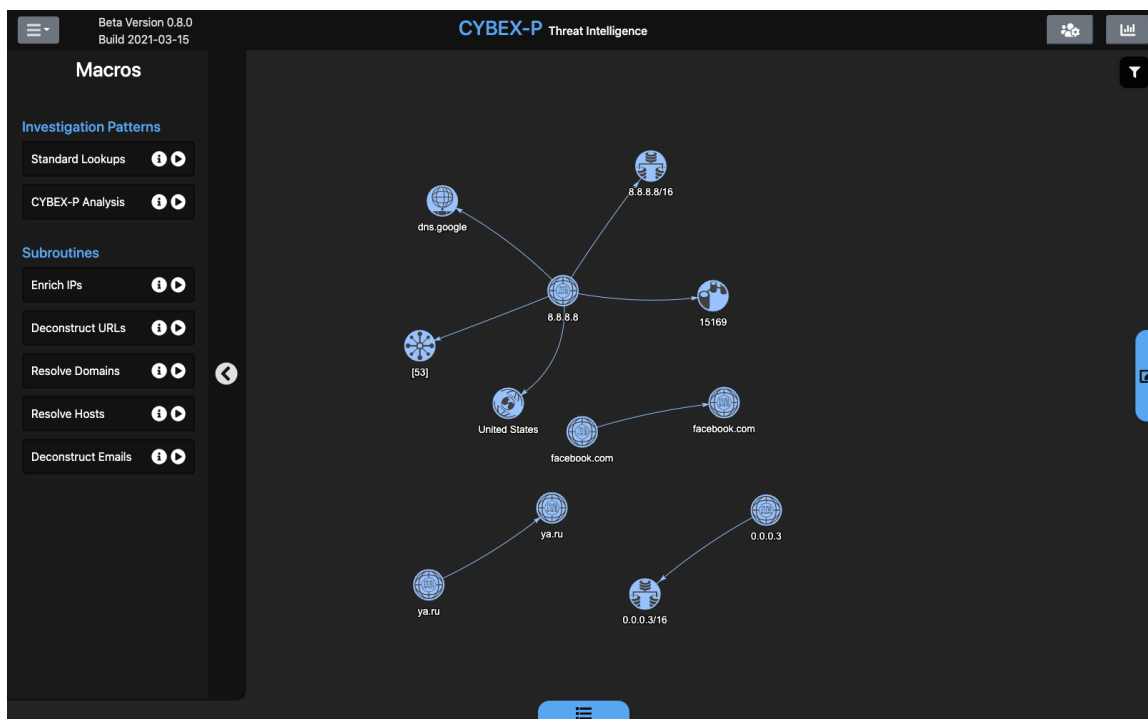 Beta Version 0.8.0
Build 2021-03-15
CYBEX-P Threat Intelligence
Macros
Investigation Patterns
Standard Lookups
CYBEX-P Analysis
Subroutines
Enrich IPs
Deconstruct URLs
Resolve Domains
Resolve Hosts
Deconstruct Emails
8.8.8.8/16
dns.google
8.8.8.8
15169
[53]
United States
facebook.com
facebook.com
ya.ru
0.0.0.3
ya.ru
0.0.0.3/16